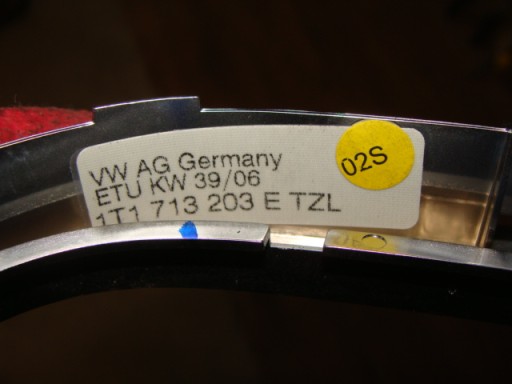 VW AG Germany
ETU KW 39/06
1T1 713 203 E TZL
02S